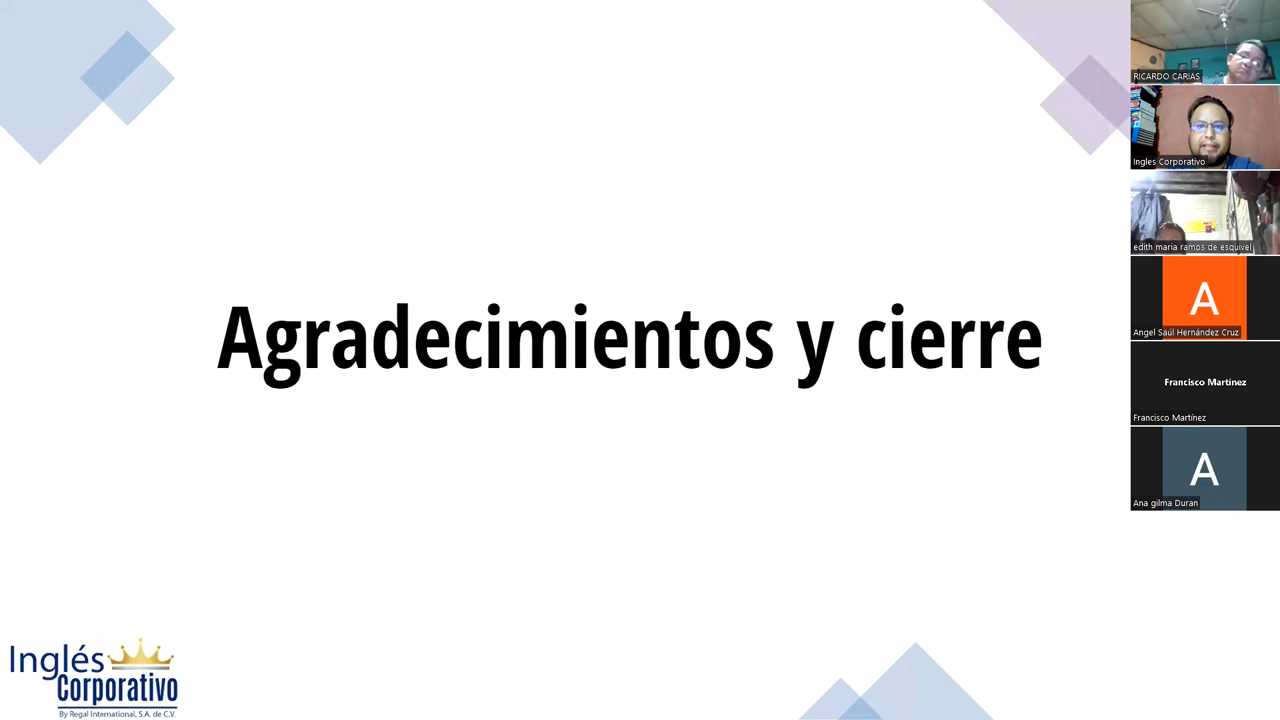 Agradecimientos y cierre
Inglés
Corporativo
By Regal International, S.A. de C.V.
RICARDO CARIAS
Ingles Corporativo
edith maria ramos de esquivel
A
Angel Saúl Hernández Cruz
Francisco Martínez
Francisco Martínez
A
Ana gilma Duran